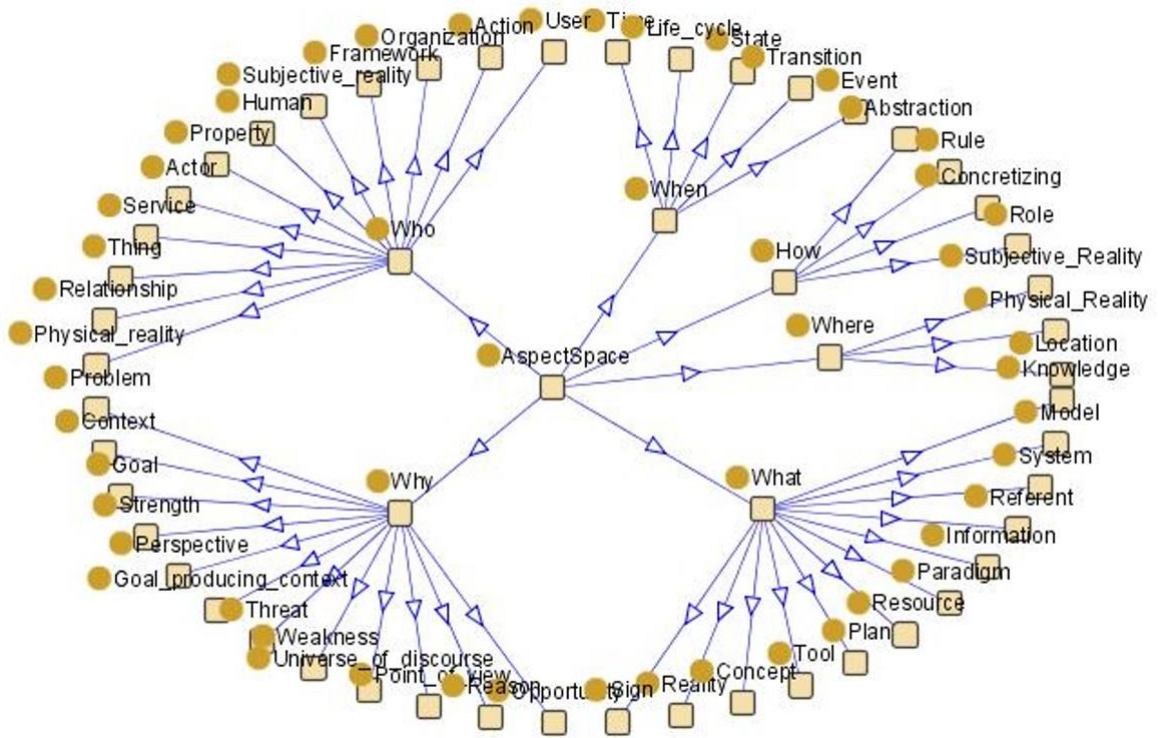 Action
User
Time
Life_cycle
Organization
State
Framework
Transition
Subjective_reality
Event
Human
Abstraction
Property
Rule
Actor
Concretizing
When
Service
Role
Who
Thing
How
Subjective_Reality
Relationship
Physical_Reality
Physical_reality
Where
Location
AspectSpace
Knowledge
Problem
Model
Context
System
Goal
Why
What
Referent
Strength
Information
Perspective
Paradigm
Goal_producing_context
Resource
Threat
Plan
Weakness
Tool
Universe_of_discourse
Concept
Point_of_view
Reality
Reason
Opportunity
Sign